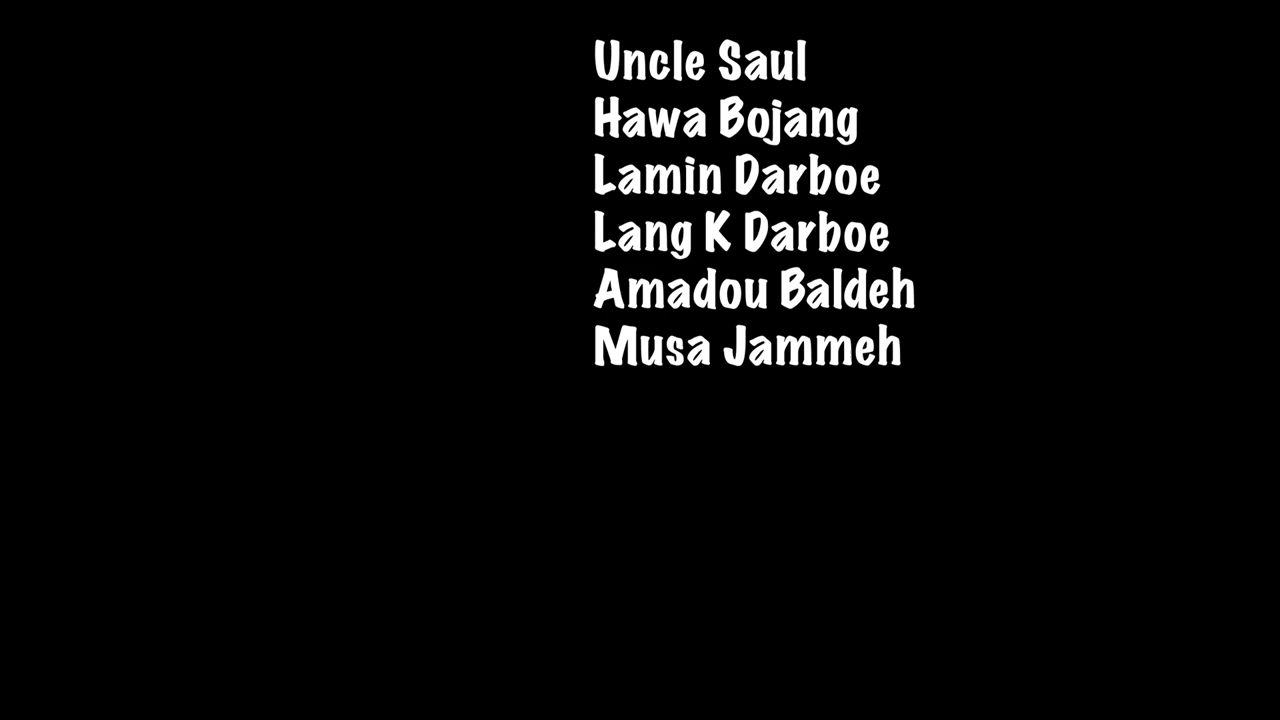 Uncle Saul
Hawa Bojang
Lamin Darboe
Lang K Darboe
Amadou Baldeh
Musa Jammeh